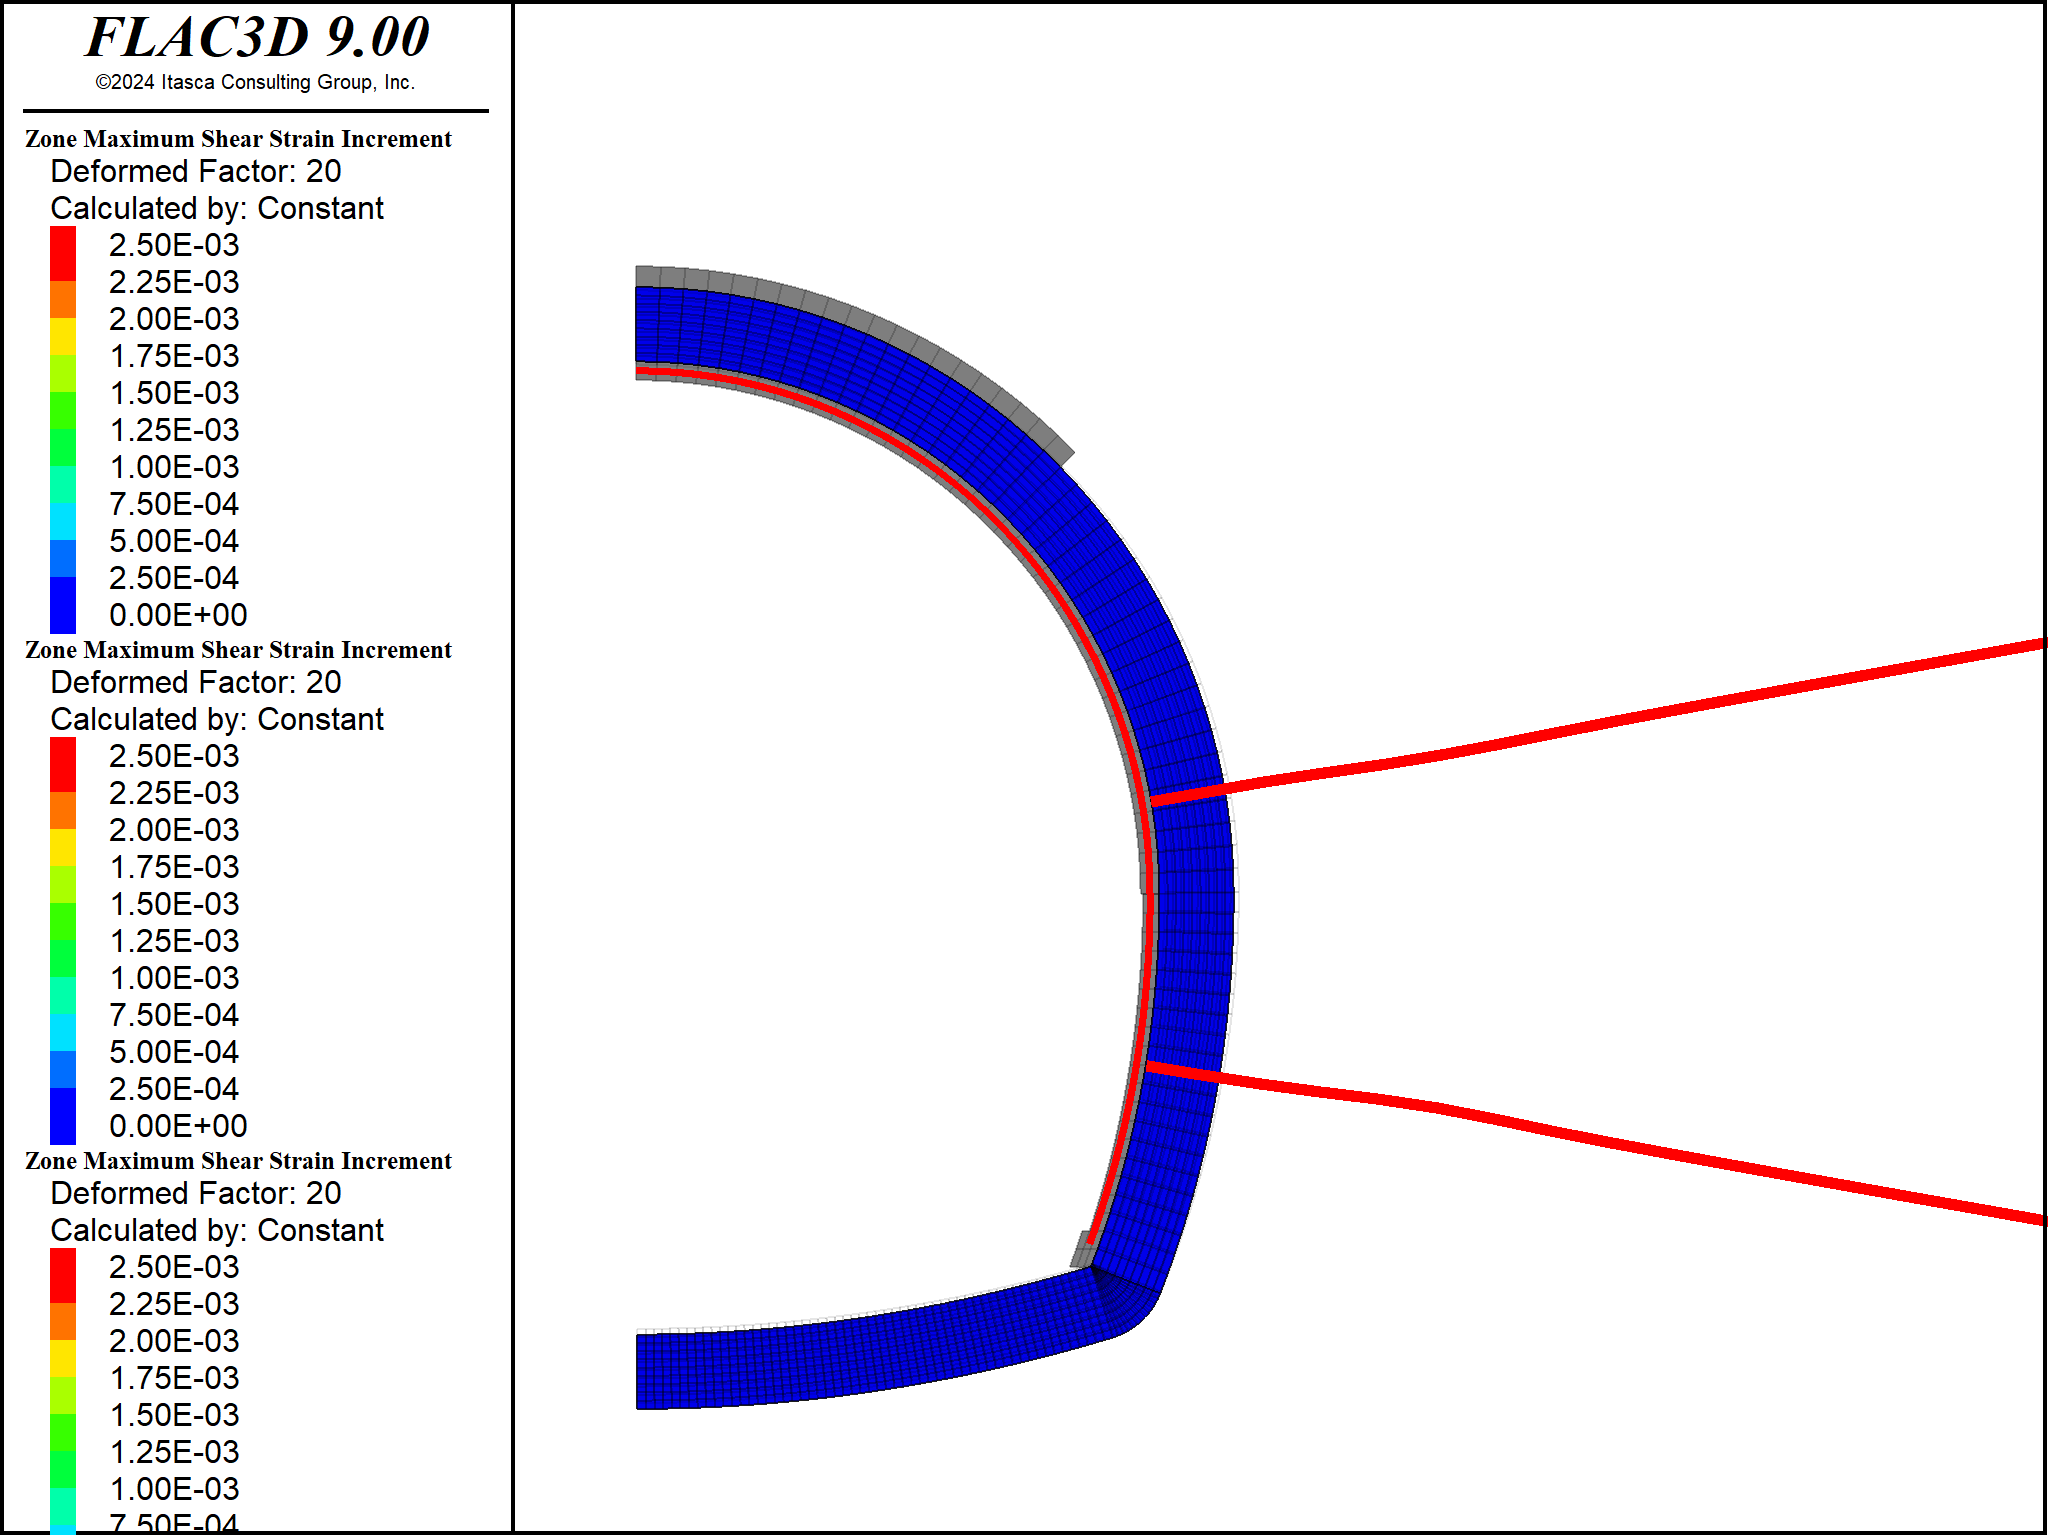 FLAC3D 9.00
©2024 Itasca Consulting Group, Inc.
Zone Maximum Shear Strain Increment
Deformed Factor: 20
Calculated by: Constant
2.50E-03
2.25E-03
2.00E-03
1.75E-03
1.50E-03
1.25E-03
1.00E-03
7.50E-04
5.00E-04
2.50E-04
0.00E+00
Zone Maximum Shear Strain Increment
Deformed Factor: 20
Calculated by: Constant
2.50E-03
2.25E-03
2.00E-03
1.75E-03
1.50E-03
1.25E-03
1.00E-03
7.50E-04
5.00E-04
2.50E-04
0.00E+00
Zone Maximum Shear Strain Increment
Deformed Factor: 20
Calculated by: Constant
2.50E-03
2.25E-03
2.00E-03
1.75E-03
1.50E-03
1.25E-03
1.00E-03
7.50E-04